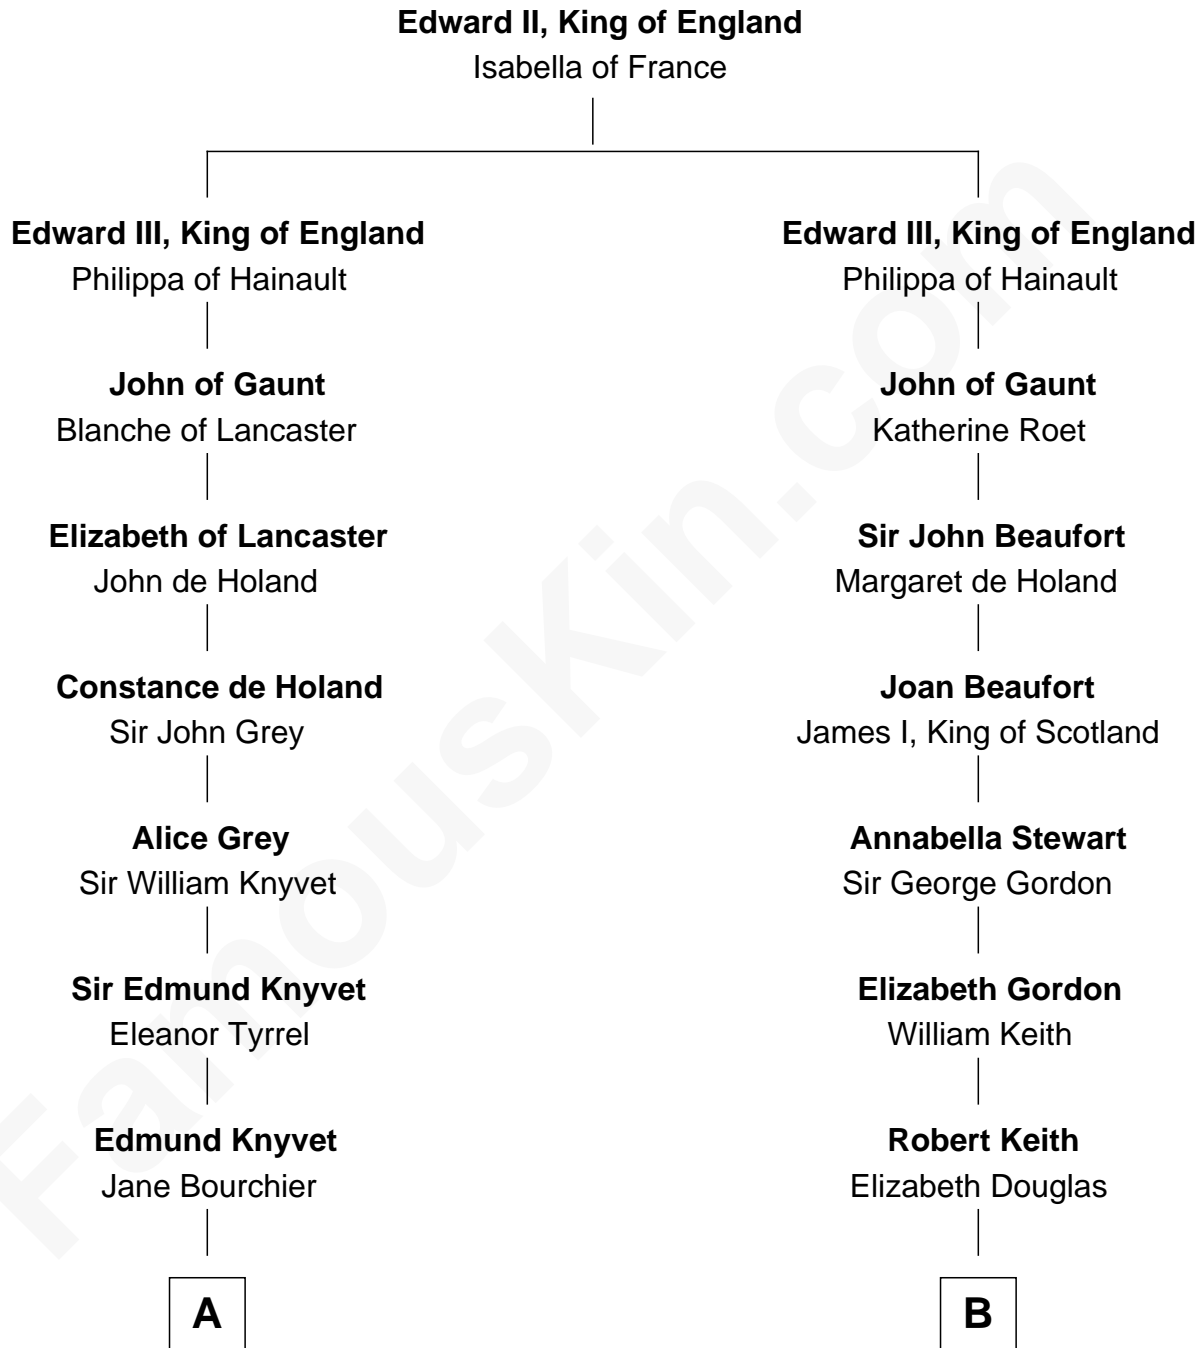 Edward II, King of England
Isabella of France
Edward III, King of England
Philippa of Hainault
John of Gaunt
Blanche of Lancaster
Elizabeth of Lancaster
John de Holand
Constance de Holand
Sir John Grey
Alice Grey
Sir William Knyvet
Sir Edmund Knyvet
Eleanor Tyrrel
Edmund Knyvet
Jane Bourchier
A
Edward III, King of England
Philippa of Hainault
John of Gaunt
Katherine Roet
Sir John Beaufort
Margaret de Holand
Joan Beaufort
James I, King of Scotland
Annabella Stewart
Sir George Gordon
Elizabeth Gordon
William Keith
Robert Keith
Elizabeth Douglas
B
FamousKin.com